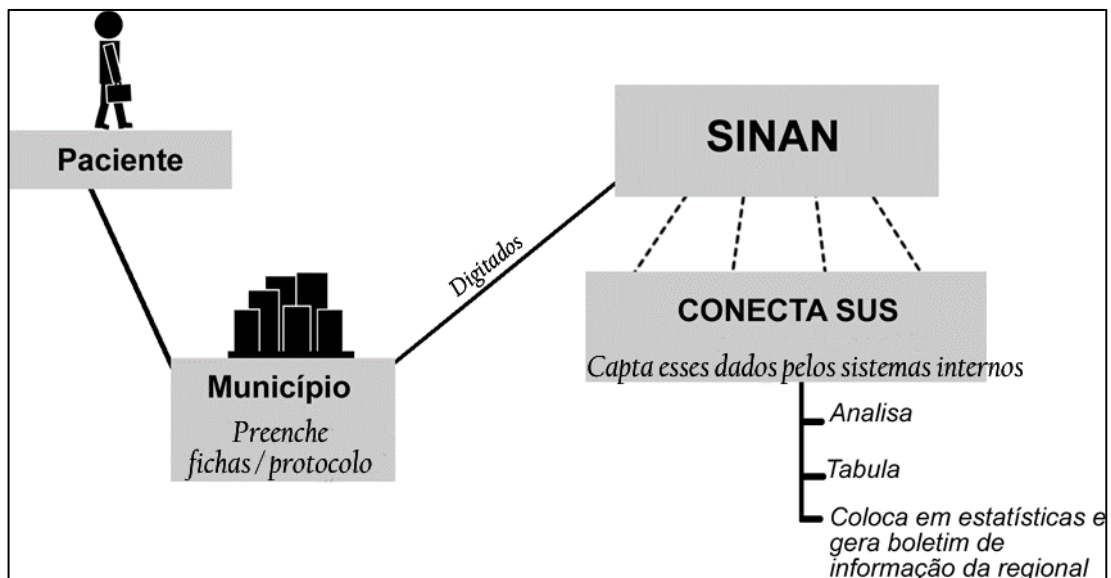 Paciente
Município
Preenche
fichas / protocolo
Digitados
SINAN
CONECTA SUS
Capta esses dados pelos sistemas internos
Analisa
Tabula
Coloca em estatísticas e
gera boletim de
informação da regional